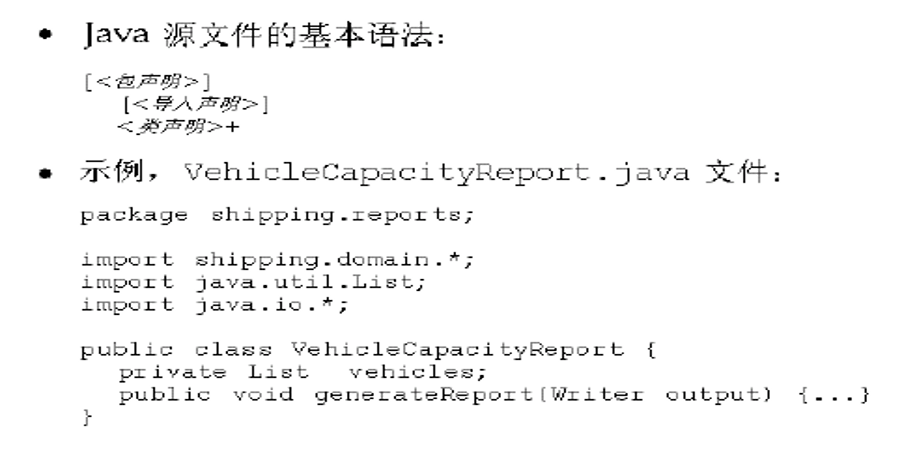 • Java 源文件的基本语法：
[<包声明>]
[<导入声明>]
<类声明>+
• 示例，VehicleCapacityReport.java 文件：
package shipping.reports;
import shipping.domain.*;
import java.util.List;
import java.io.*;
public class VehicleCapacityReport {
private List vehicles;
public void generateReport(Writer output) {...}
}